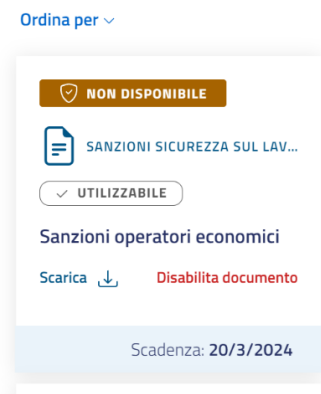 Ordina per
NON DISPONIBILE
SANZIONI SICUREZZA SUL LAV...
UTILIZZABILE
Sanzioni operatori economici
Scarica Disabilita documento
Scadenza: 20/3/2024